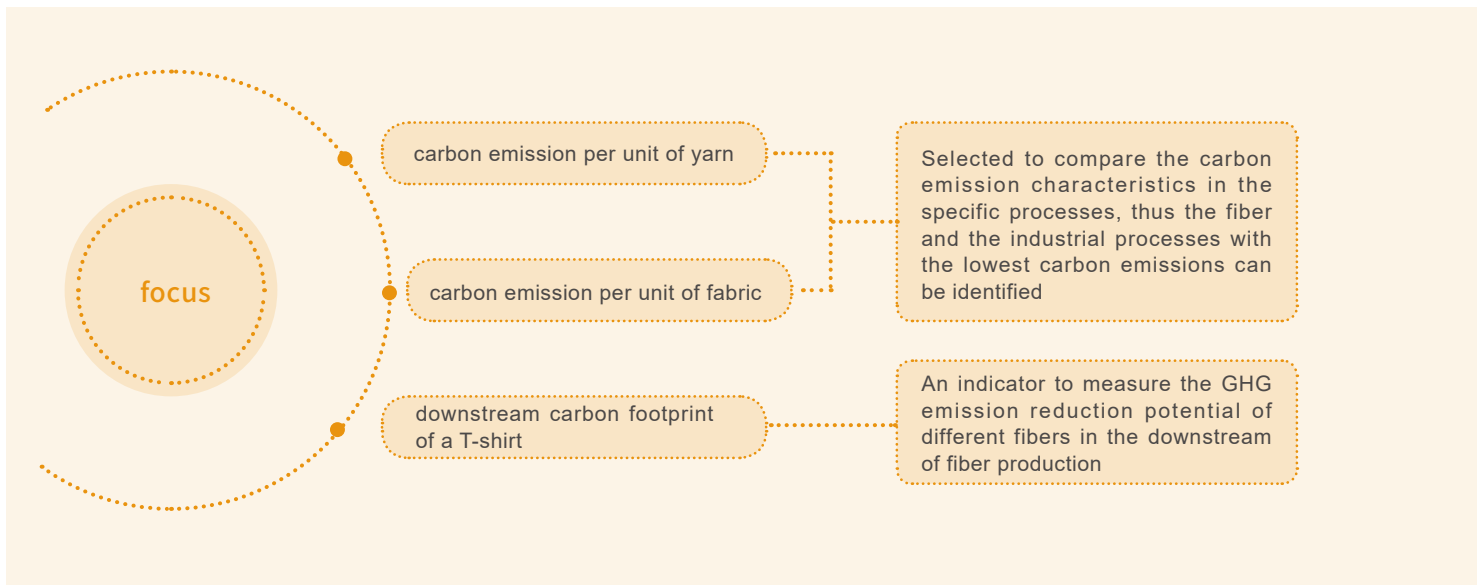 focus
carbon emission per unit of yarn
carbon emission per unit of fabric
downstream carbon footprint
of a T-shirt
Selected to compare the carbon
emission characteristics in the
specific processes, thus the fiber
and the industrial processes with
the lowest carbon emissions can
be identified
An indicator to measure the GHG
emission reduction potential of
different fibers in the downstream
of fiber production